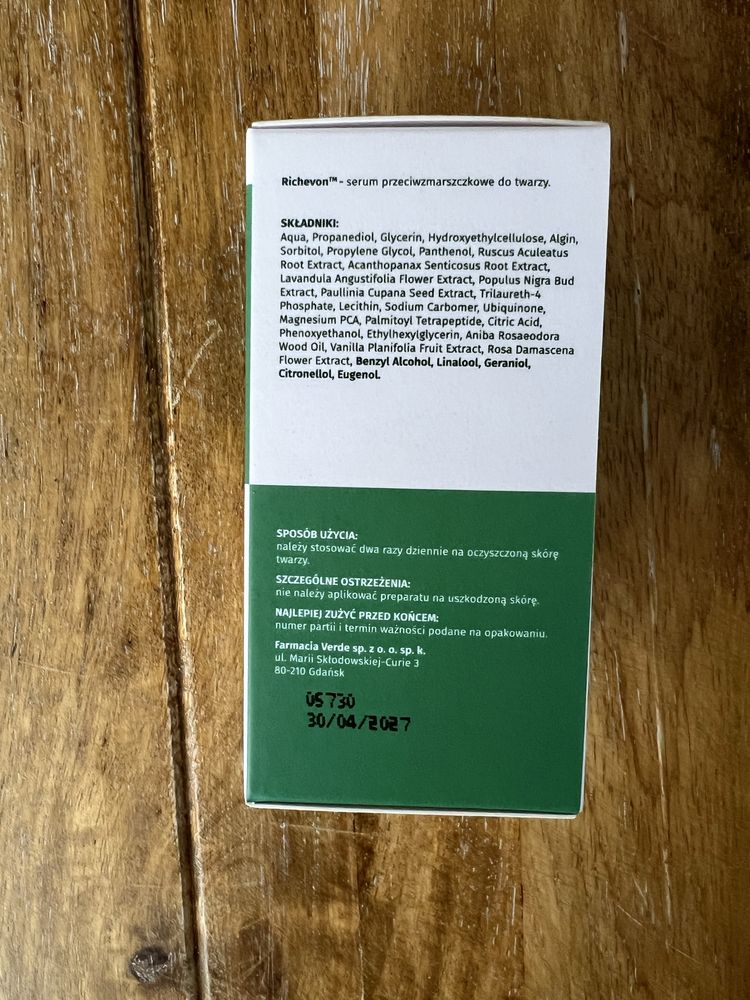 Richevon™ - serum przeciwzmarszczkowe do twarzy.
SKŁADNIKI:
Aqua, Propanediol, Glycerin, Hydroxyethylcellulose, Algin,
Sorbitol, Propylene Glycol, Panthenol, Ruscus Aculeatus
Root Extract, Acanthopanax Senticosus Root Extract,
Lavandula Angustifolia Flower Extract, Populus Nigra Bud
Extract, Paullinia Cupana Seed Extract, Trilaureth-4
Phosphate, Lecithin, Sodium Carbomer, Ubiquinone,
Magnesium PCA, Palmitoyl Tetrapeptide, Citric Acid,
Phenoxyethanol, Ethylhexylglycerin, Aniba Rosaeodora
Wood Oil, Vanilla Planifolia Fruit Extract, Rosa Damascena
Flower Extract, Benzyl Alcohol, Linalool, Geraniol,
Citronellol, Eugenol.
SPOSÓB UŻYCIA:
należy stosować dwa razy dziennie na oczyszczoną skórę
twarzy.
SZCZEGÓLNE OSTRZEŻENIA:
nie należy aplikować preparatu na uszkodzoną skórę.
NAJLEPIEJ ZUŻYĆ PRZED KOŃCEM:
numer partii i termin ważności podane na opakowaniu.
Farmacia Verde sp. z o. o. sp. k.
ul. Marii Skłodowskiej-Curie 3
80-210 Gdańsk
05730
30/04/2027